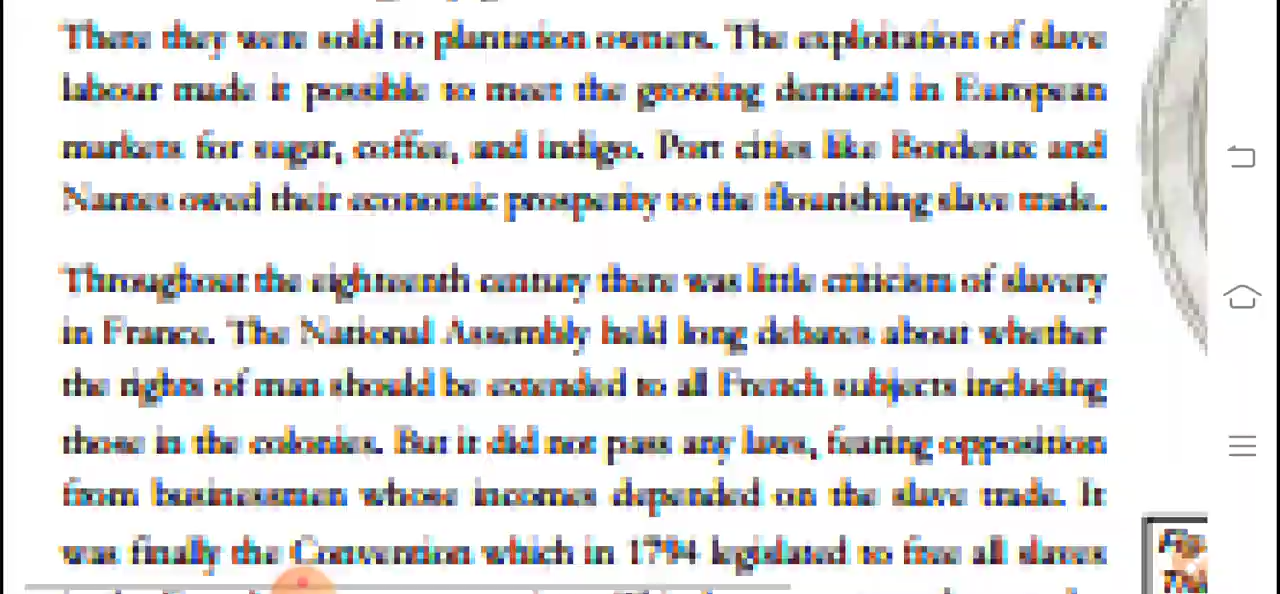 There they were sold to plantation owners. The exploitation of slave
labour made it possible to meet the growing demand in European
markets for sugar, coffee, and indigo. Port cities like Bordeaux and
Nantes owed their economic prosperity to the flourishing slave trade.
Throughout the eighteenth century there was little criticism of slavery
in France. The National Assembly held long debates about whether
the rights of man should be extended to all French subjects including
those in the colonies. But it did not pass any laws, fearing opposition
from businessmen whose incomes depended on the slave trade. It
was finally the Convention which in 1794 legislated to free all slaves